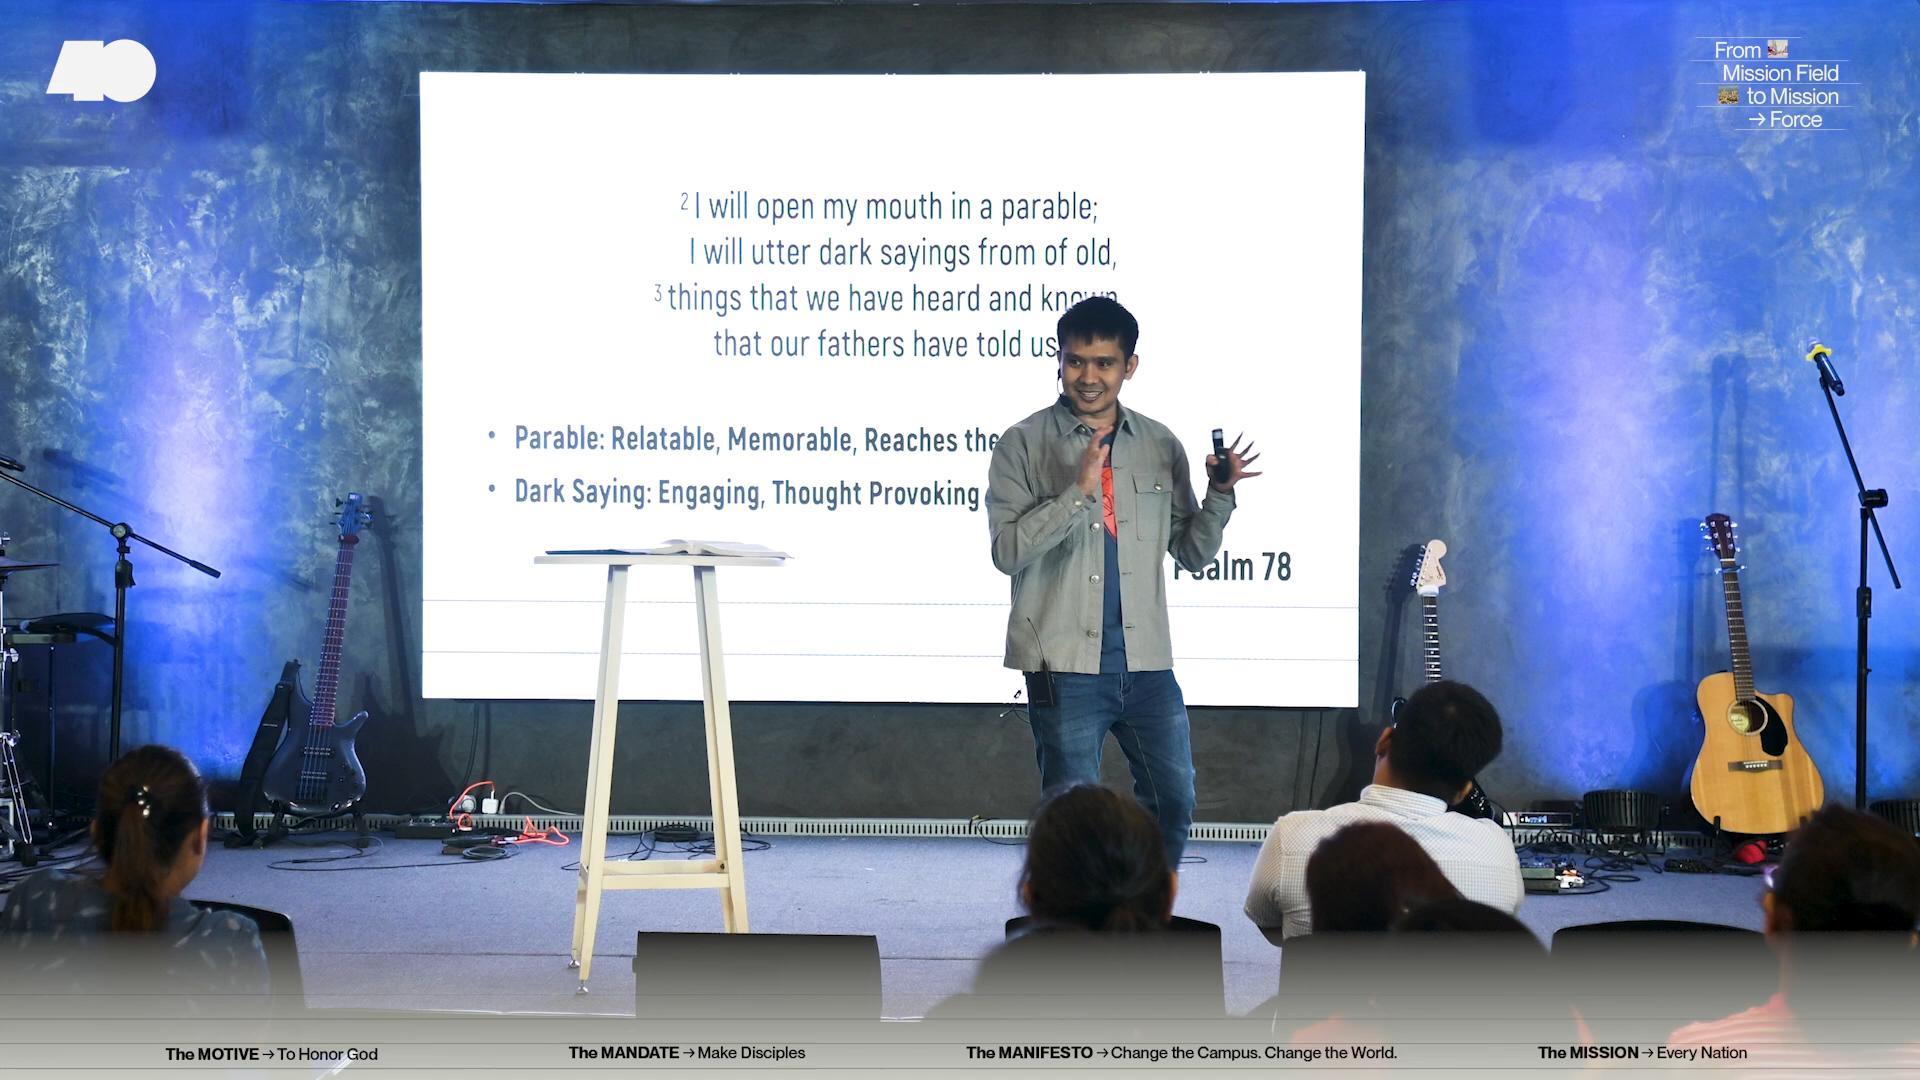 40
From
Mission Field
to Mission
→ Force
2 I will open my mouth in a parable;
I will utter dark sayings from of old,
3 things that we have heard and known
that our fathers have told us
• Parable: Relatable, Memorable, Reaches the
• Dark Saying: Engaging, Thought Provoking
Psalm 78
The MOTIVE → To Honor God
The MANDATE → Make Disciples
The MANIFESTO → Change the Campus. Change the World.
The MISSION → Every Nation